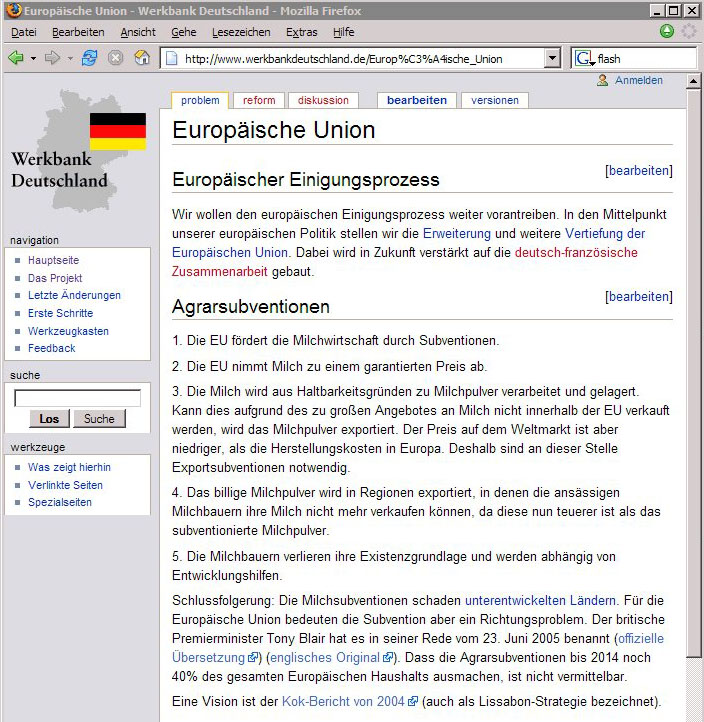 Europäische Union - Werkbank Deutschland - Mozilla Firefox
Datei Bearbeiten Ansicht Gehe Lesezeichen Extras Hilfe
http://www.werkbankdeutschland.de/Europ%C3%A4ische_Union
G flash
Anmelden
problem reform diskussion bearbeiten versionen
Werkbank
Deutschland
navigation
Hauptseite
Das Projekt
Letzte Änderungen
Erste Schritte
Werkzeugkasten
Feedback
suche
Los Suche
werkzeuge
Was zeigt hierhin
Verlinkte Seiten
Spezialseiten
Europäische Union
Europäischer Einigungsprozess [bearbeiten]
Wir wollen den europäischen Einigungsprozess weiter vorantreiben. In den Mittelpunkt
unserer europäischen Politik stellen wir die Erweiterung und weitere Vertiefung der
Europäischen Union. Dabei wird in Zukunft verstärkt auf die deutsch-französische
Zusammenarbeit gebaut.
Agrarsubventionen [bearbeiten]
1. Die EU fördert die Milchwirtschaft durch Subventionen.
2. Die EU nimmt Milch zu einem garantierten Preis ab.
3. Die Milch wird aus Haltbarkeitsgründen zu Milchpulver verarbeitet und gelagert.
Kann dies aufgrund des zu großen Angebotes an Milch nicht innerhalb der EU verkauft
werden, wird das Milchpulver exportiert. Der Preis auf dem Weltmarkt ist aber
niedriger, als die Herstellungskosten in Europa. Deshalb sind an dieser Stelle
Exportsubventionen notwendig.
4. Das billige Milchpulver wird in Regionen exportiert, in denen die ansässigen
Milchbauern ihre Milch nicht mehr verkaufen können, da diese nun teuerer ist als das
subventionierte Milchpulver.
5. Die Milchbauern verlieren ihre Existenzgrundlage und werden abhängig von
Entwicklungshilfen.
Schlussfolgerung: Die Milchsubventionen schaden unterentwickelten Ländern. Für die
Europäische Union bedeuten die Subvention aber ein Richtungsproblem. Der britische
Premierminister Tony Blair hat es in seiner Rede vom 23. Juni 2005 benannt (offizielle
Übersetzung) (englisches Original). Dass die Agrarsubventionen bis 2014 noch
40% des gesamten Europäischen Haushalts ausmachen, ist nicht vermittelbar.
Eine Vision ist der Kok-Bericht von 2004 (auch als Lissabon-Strategie bezeichnet).